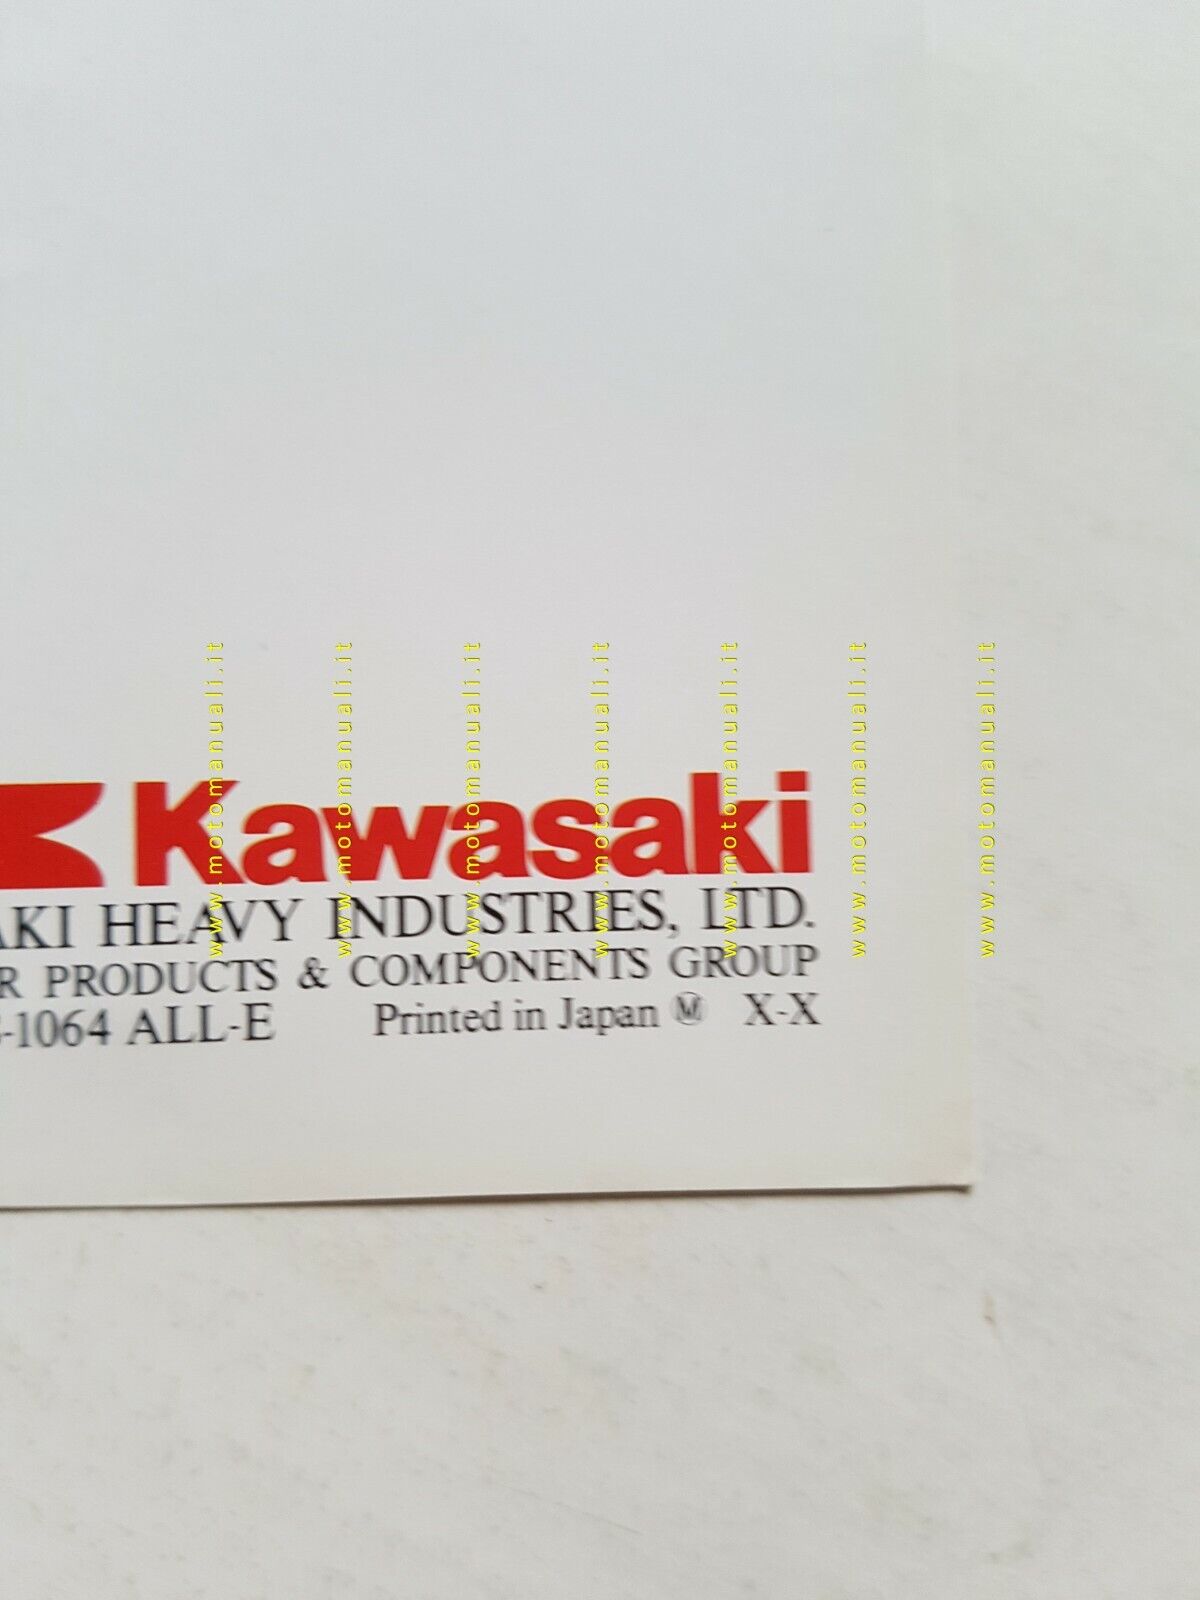 Kawasaki
AKI HEAVY INDUSTRIES, LTD.
R PRODUCTS & COMPONENTS GROUP
-1064 ALL-E Printed in Japan Ⓜ X-X
www.motomanuali.it
www.motomanuali.it
www.motomanuali.it
www.motomanuali.it
www.motomanuali.it
www.motomanuali.it
www.motomanuali.it